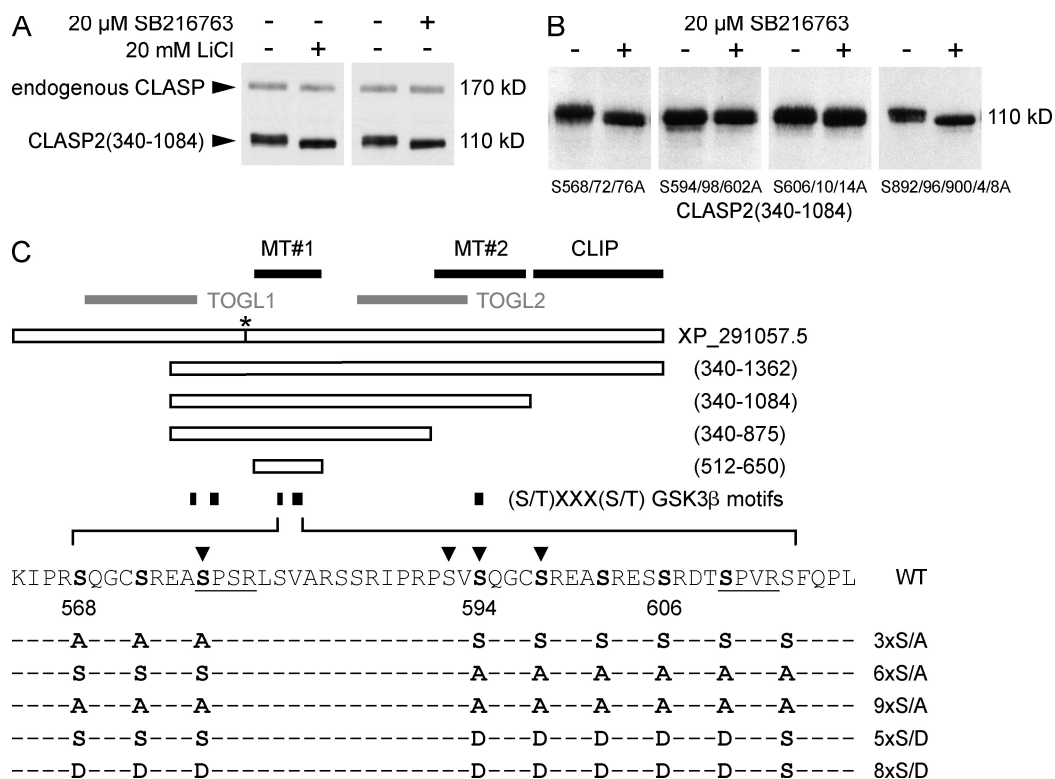 A
20 μM SB216763 - - - +
20 mM LiCl - + - -
endogenous CLASP 170 kD
CLASP2(340-1084) 110 kD
B
20 μM SB216763
- + - + - + - +
110 kD
S568/72/76A S594/98/602A S606/10/14A S892/96/900/4/8A
CLASP2(340-1084)
C
MT#1 MT#2 CLIP
TOGL1 TOGL2
*
XP_291057.5
(340-1362)
(340-1084)
(340-875)
(512-650)
(S/T)XXX(S/T) GSK3β motifs
KIPRSQGCSREASPSRLSVARSSRIPRPSVSQGCSREASRESSRDTSPVRSFQPL WT
568 594 606
----A---A---A-----------------S---S---S---S---S---S---- 3xS/A
----S---S---S-----------------A---A---A---A---A---A---- 6xS/A
----A---A---A-----------------A---A---A---A---A---A---- 9xS/A
----S---S---S-----------------D---D---D---D---D---S---- 5xS/D
----D---D---D-----------------D---D---D---D---D---S---- 8xS/D